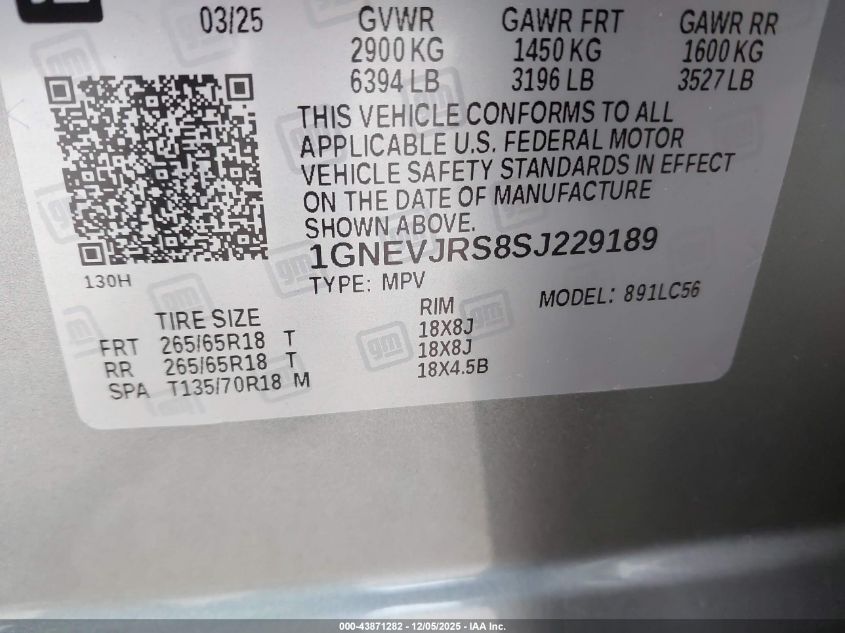 03/25 GVWR GAWR FRT GAWR RR
2900 KG 1450 KG 1600 KG
6394 LB 3196 LB 3527 LB
THIS VEHICLE CONFORMS TO ALL
APPLICABLE U.S. FEDERAL MOTOR
VEHICLE SAFETY STANDARDS IN EFFECT
ON THE DATE OF MANUFACTURE
SHOWN ABOVE.
1GNEVJRS8SJ229189
130H
TYPE: MPV MODEL: 891LC56
TIRE SIZE RIM
FRT 265/65R18 T 18X8J
RR 265/65R18 T 18X8J
SPA T135/70R18 M 18X4.5B
gm
000-43871282 - 12/05/2025 - IAA Inc.